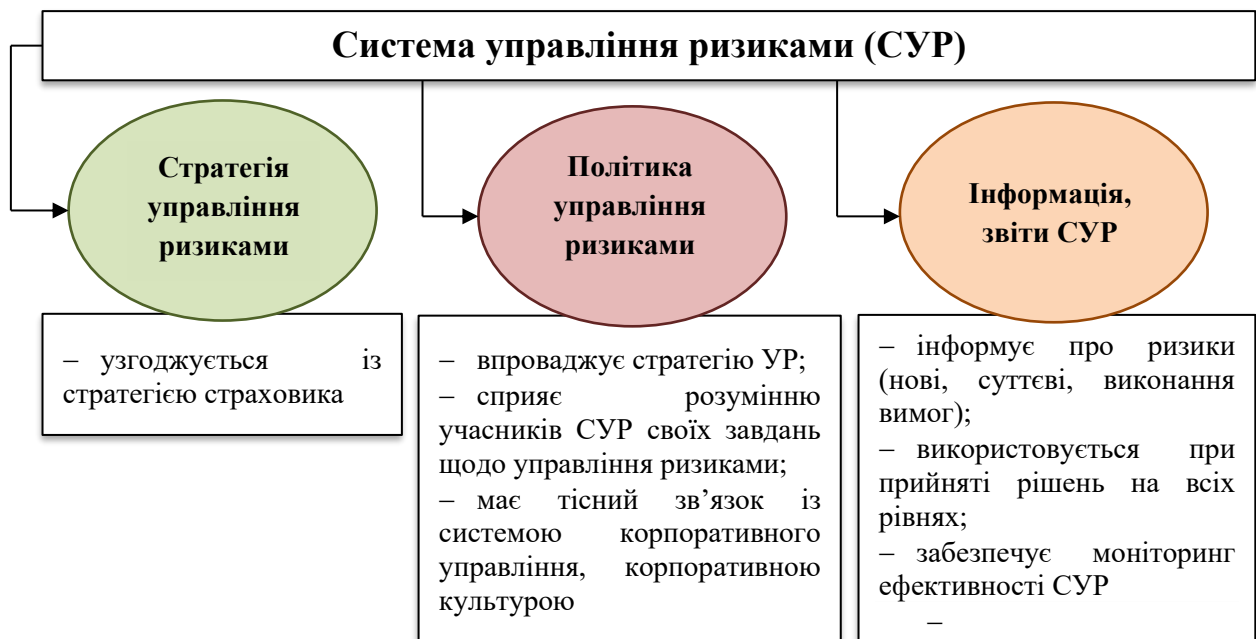 Система управління ризиками (СУР)
Стратегія
управління
ризиками
Політика
управління
ризиками
Інформація,
звіти СУР
– узгоджується із
стратегією страховика
– впроваджує стратегію УР;
– сприяє розумінню
учасників СУР своїх завдань
щодо управління ризиками;
– має тісний зв’язок із
системою корпоративного
управління, корпоративною
культурою
– інформує про ризики
(нові, суттєві, виконання
вимог);
– використовується при
прийняті рішень на всіх
рівнях;
– забезпечує моніторинг
ефективності СУР
–